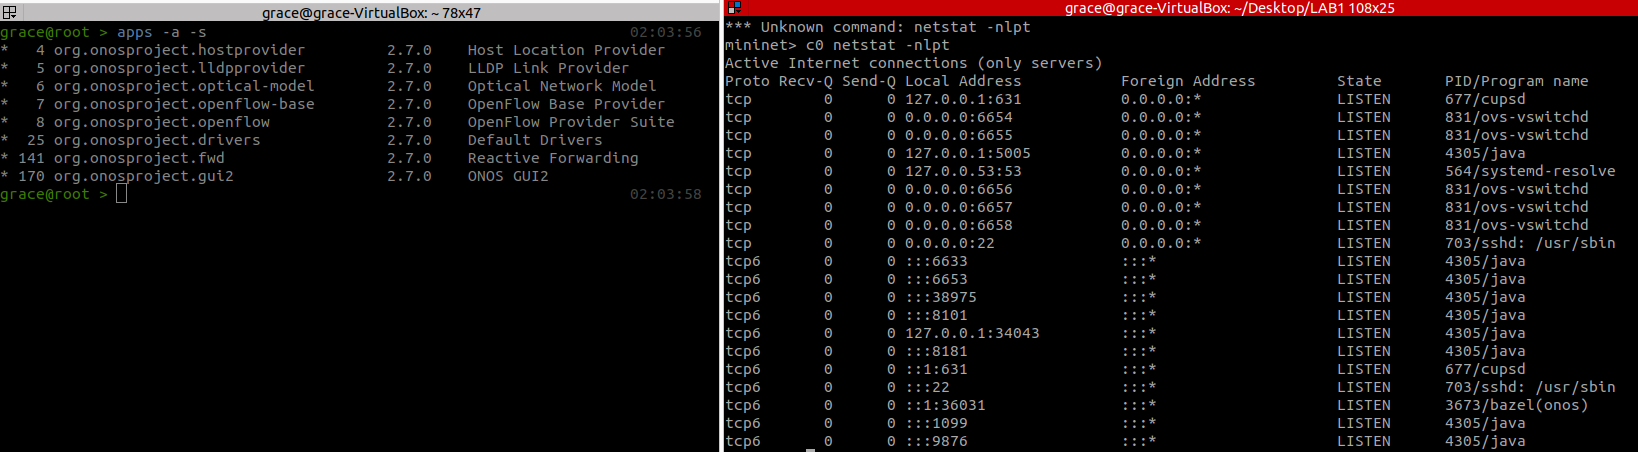 grace@grace-VirtualBox: ~ 78x47
grace@root > apps -a -s 02:03:56
* 4 org.onosproject.hostprovider 2.7.0 Host Location Provider
* 5 org.onosproject.lldpprovider 2.7.0 LLDP Link Provider
* 6 org.onosproject.optical-model 2.7.0 Optical Network Model
* 7 org.onosproject.openflow-base 2.7.0 OpenFlow Base Provider
* 8 org.onosproject.openflow 2.7.0 OpenFlow Provider Suite
* 25 org.onosproject.drivers 2.7.0 Default Drivers
* 141 org.onosproject.fwd 2.7.0 Reactive Forwarding
* 170 org.onosproject.gui2 2.7.0 ONOS GUI2
grace@root > 02:03:58
grace@grace-VirtualBox: ~/Desktop/LAB1 108x25
*** Unknown command: netstat -nlpt
mininet> c0 netstat -nlpt
Active Internet connections (only servers)
Proto Recv-Q Send-Q Local Address Foreign Address State PID/Program name
tcp 0 0 127.0.0.1:631 0.0.0.0:* LISTEN 677/cupsd
tcp 0 0 0.0.0.0:6654 0.0.0.0:* LISTEN 831/ovs-vswitchd
tcp 0 0 0.0.0.0:6655 0.0.0.0:* LISTEN 831/ovs-vswitchd
tcp 0 0 127.0.0.1:5005 0.0.0.0:* LISTEN 4305/java
tcp 0 0 127.0.0.53:53 0.0.0.0:* LISTEN 564/systemd-resolve
tcp 0 0 0.0.0.0:6656 0.0.0.0:* LISTEN 831/ovs-vswitchd
tcp 0 0 0.0.0.0:6657 0.0.0.0:* LISTEN 831/ovs-vswitchd
tcp 0 0 0.0.0.0:6658 0.0.0.0:* LISTEN 831/ovs-vswitchd
tcp 0 0 0.0.0.0:22 0.0.0.0:* LISTEN 703/sshd: /usr/sbin
tcp6 0 0 :::6633 :::* LISTEN 4305/java
tcp6 0 0 :::6653 :::* LISTEN 4305/java
tcp6 0 0 :::38975 :::* LISTEN 4305/java
tcp6 0 0 :::8101 :::* LISTEN 4305/java
tcp6 0 0 127.0.0.1:34043 :::* LISTEN 4305/java
tcp6 0 0 :::8181 :::* LISTEN 4305/java
tcp6 0 0 ::1:631 :::* LISTEN 677/cupsd
tcp6 0 0 :::22 :::* LISTEN 703/sshd: /usr/sbin
tcp6 0 0 ::1:36031 :::* LISTEN 3673/bazel(onos)
tcp6 0 0 :::1099 :::* LISTEN 4305/java
tcp6 0 0 :::9876 :::* LISTEN 4305/java